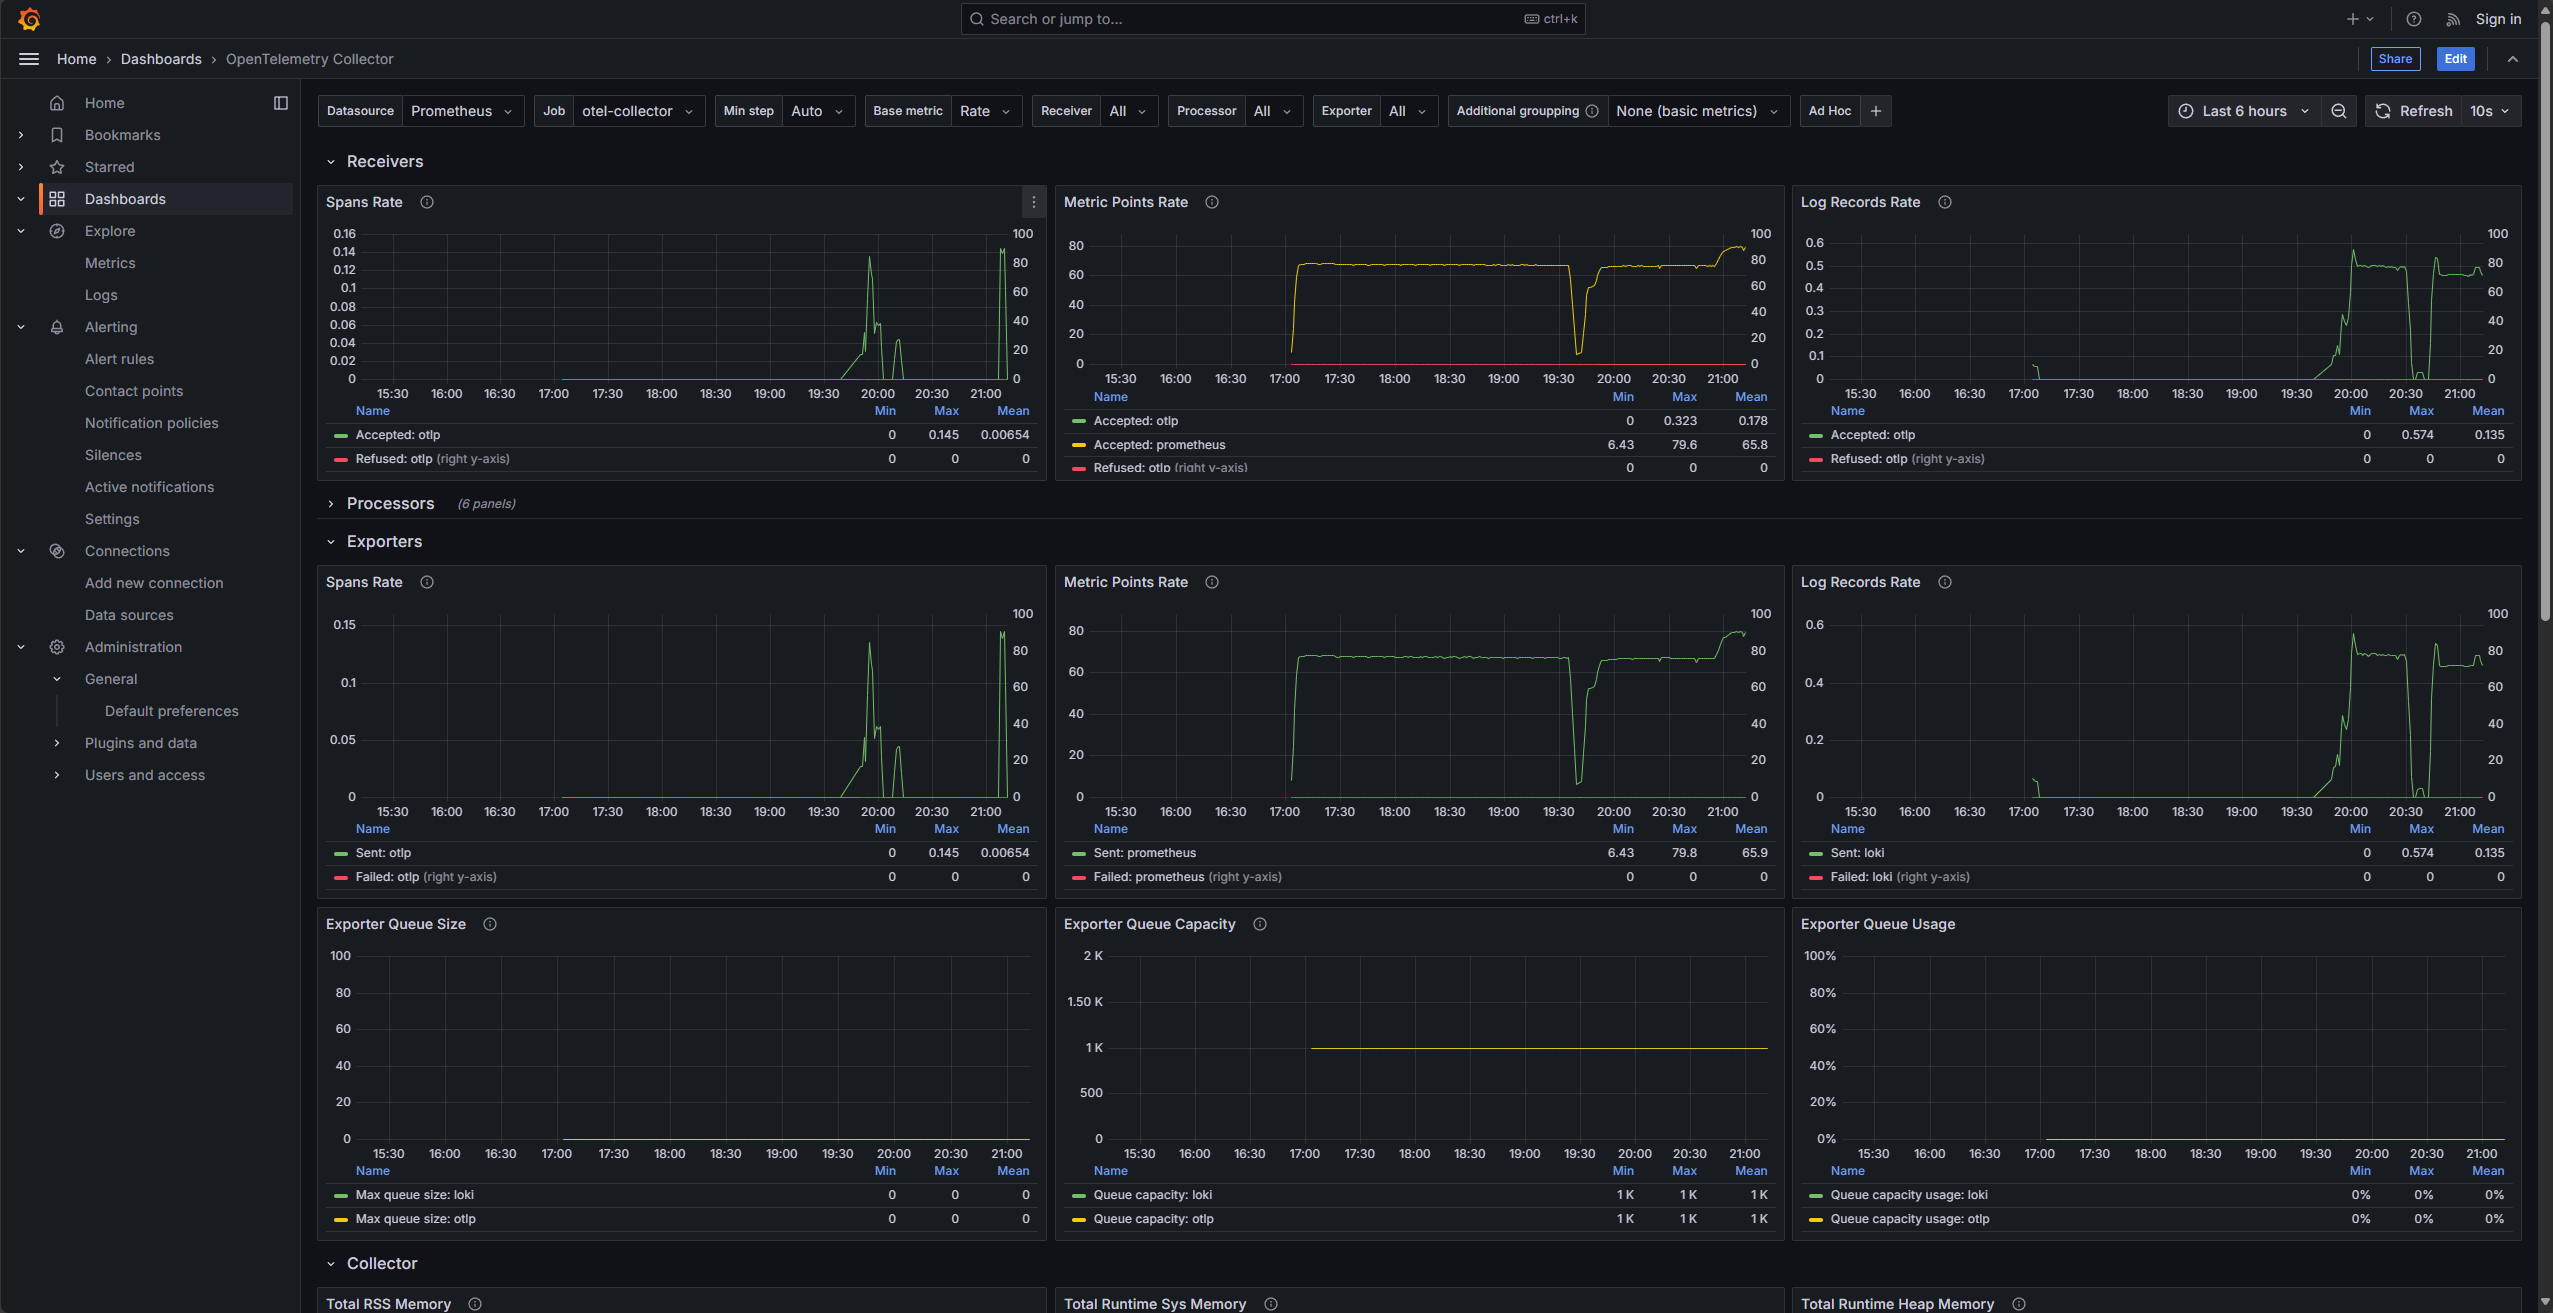 Search or jump to...
ctrl+k
Sign in
Home › Dashboards › OpenTelemetry Collector
Share
Edit
Home
Bookmarks
Starred
Dashboards
Explore
Metrics
Logs
Alerting
Alert rules
Contact points
Notification policies
Silences
Active notifications
Settings
Connections
Add new connection
Data sources
Administration
General
Default preferences
Plugins and data
Users and access
Datasource Prometheus
Job otel-collector
Min step Auto
Base metric Rate
Receiver All
Processor All
Exporter All
Additional groupping None (basic metrics)
Ad Hoc +
Last 6 hours
Refresh 10s
Receivers
Spans Rate
0.16 100
0.14
0.12 80
0.1
0.08 60
0.06 40
0.04
0.02 20
0 0
15:30 16:00 16:30 17:00 17:30 18:00 18:30 19:00 19:30 20:00 20:30 21:00
Name Min Max Mean
Accepted: otlp 0 0.145 0.00654
Refused: otlp (right y-axis) 0 0 0
Metric Points Rate
100
80 80
60 60
40 40
20 20
0 0
15:30 16:00 16:30 17:00 17:30 18:00 18:30 19:00 19:30 20:00 20:30 21:00
Name Min Max Mean
Accepted: otlp 0 0.323 0.178
Accepted: prometheus 6.43 79.6 65.8
Refused: otlp (right y-axis) 0 0 0
Log Records Rate
100
0.6
0.5 80
0.4 60
0.3
0.2 40
0.1 20
0 0
15:30 16:00 16:30 17:00 17:30 18:00 18:30 19:00 19:30 20:00 20:30 21:00
Name Min Max Mean
Accepted: otlp 0 0.574 0.135
Refused: otlp (right y-axis) 0 0 0
Processors (6 panels)
Exporters
Spans Rate
100
0.15
80
0.1 60
40
0.05
20
0 0
15:30 16:00 16:30 17:00 17:30 18:00 18:30 19:00 19:30 20:00 20:30 21:00
Name Min Max Mean
Sent: otlp 0 0.145 0.00654
Failed: otlp (right y-axis) 0 0 0
Metric Points Rate
100
80 80
60 60
40 40
20 20
0 0
15:30 16:00 16:30 17:00 17:30 18:00 18:30 19:00 19:30 20:00 20:30 21:00
Name Min Max Mean
Sent: prometheus 6.43 79.8 65.9
Failed: prometheus (right y-axis) 0 0 0
Log Records Rate
100
0.6
80
0.4 60
40
0.2
20
0 0
15:30 16:00 16:30 17:00 17:30 18:00 18:30 19:00 19:30 20:00 20:30 21:00
Name Min Max Mean
Sent: loki 0 0.574 0.135
Failed: loki (right y-axis) 0 0 0
Exporter Queue Size
100
80
60
40
20
0
15:30 16:00 16:30 17:00 17:30 18:00 18:30 19:00 19:30 20:00 20:30 21:00
Name Min Max Mean
Max queue size: loki 0 0 0
Max queue size: otlp 0 0 0
Exporter Queue Capacity
2 K
1.50 K
1 K
500
0
15:30 16:00 16:30 17:00 17:30 18:00 18:30 19:00 19:30 20:00 20:30 21:00
Name Min Max Mean
Queue capacity: loki 1 K 1 K 1 K
Queue capacity: otlp 1 K 1 K 1 K
Exporter Queue Usage
100%
80%
60%
40%
20%
0%
15:30 16:00 16:30 17:00 17:30 18:00 18:30 19:00 19:30 20:00 20:30 21:00
Name Min Max Mean
Queue capacity usage: loki 0% 0% 0%
Queue capacity usage: otlp 0% 0% 0%
Collector
Total RSS Memory
Total Runtime Sys Memory
Total Runtime Heap Memory